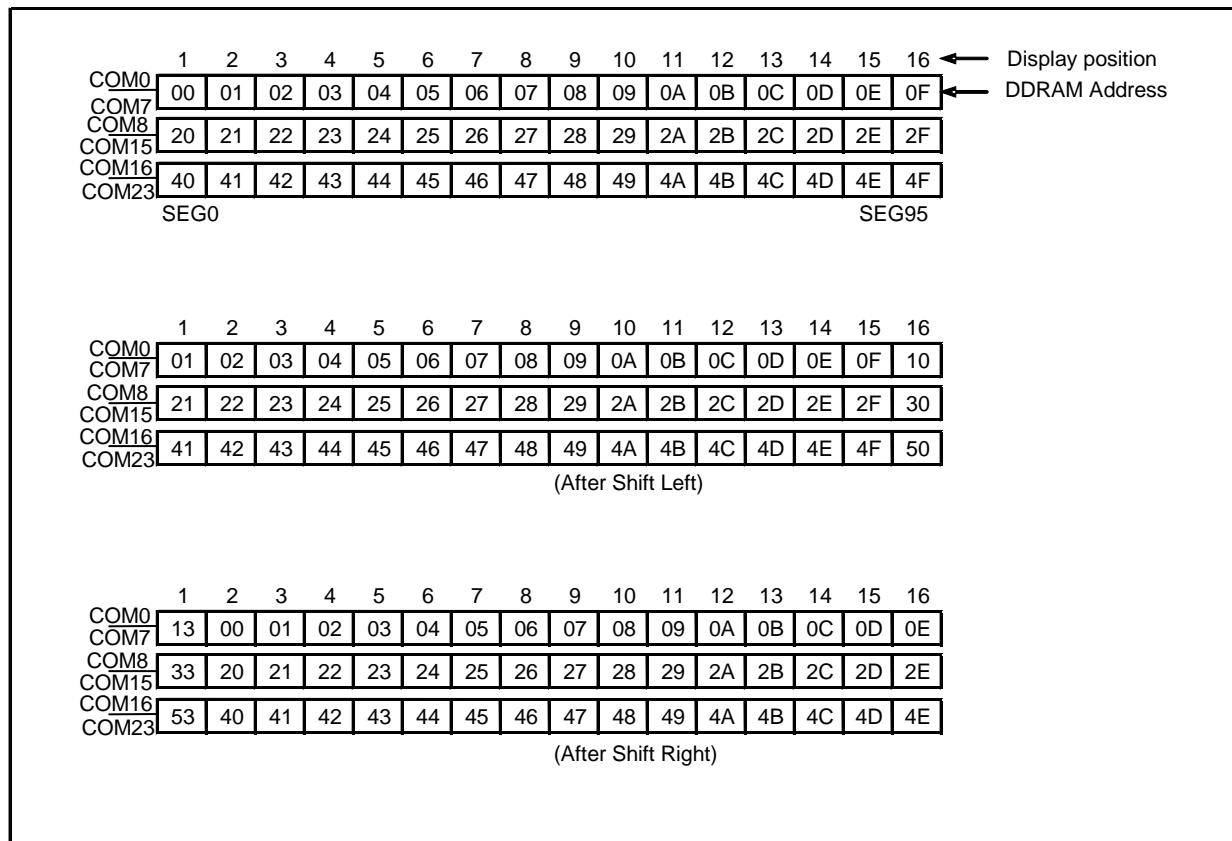 1 2 3 4 5 6 7 8 9 10 11 12 13 14 15 16 Display position
COM0
COM7 00 01 02 03 04 05 06 07 08 09 0A 0B 0C 0D 0E 0F DDRAM Address
COM8
COM15 20 21 22 23 24 25 26 27 28 29 2A 2B 2C 2D 2E 2F
COM16
COM23 40 41 42 43 44 45 46 47 48 49 4A 4B 4C 4D 4E 4F
SEG0 SEG95
1 2 3 4 5 6 7 8 9 10 11 12 13 14 15 16
COM0
COM7 01 02 03 04 05 06 07 08 09 0A 0B 0C 0D 0E 0F 10
COM8
COM15 21 22 23 24 25 26 27 28 29 2A 2B 2C 2D 2E 2F 30
COM16
COM23 41 42 43 44 45 46 47 48 49 4A 4B 4C 4D 4E 4F 50
(After Shift Left)
1 2 3 4 5 6 7 8 9 10 11 12 13 14 15 16
COM0
COM7 13 00 01 02 03 04 05 06 07 08 09 0A 0B 0C 0D 0E
COM8
COM15 33 20 21 22 23 24 25 26 27 28 29 2A 2B 2C 2D 2E
COM16
COM23 53 40 41 42 43 44 45 46 47 48 49 4A 4B 4C 4D 4E
(After Shift Right)